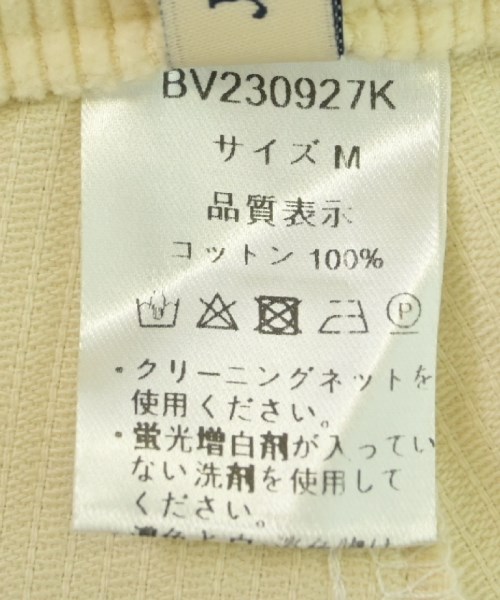 BV230927K
サイズ M
品質表示
コットン 100%
P
・クリーニングネットを
使用ください。
・蛍光増白剤が入ってい
ない洗剤を使用して
ください。